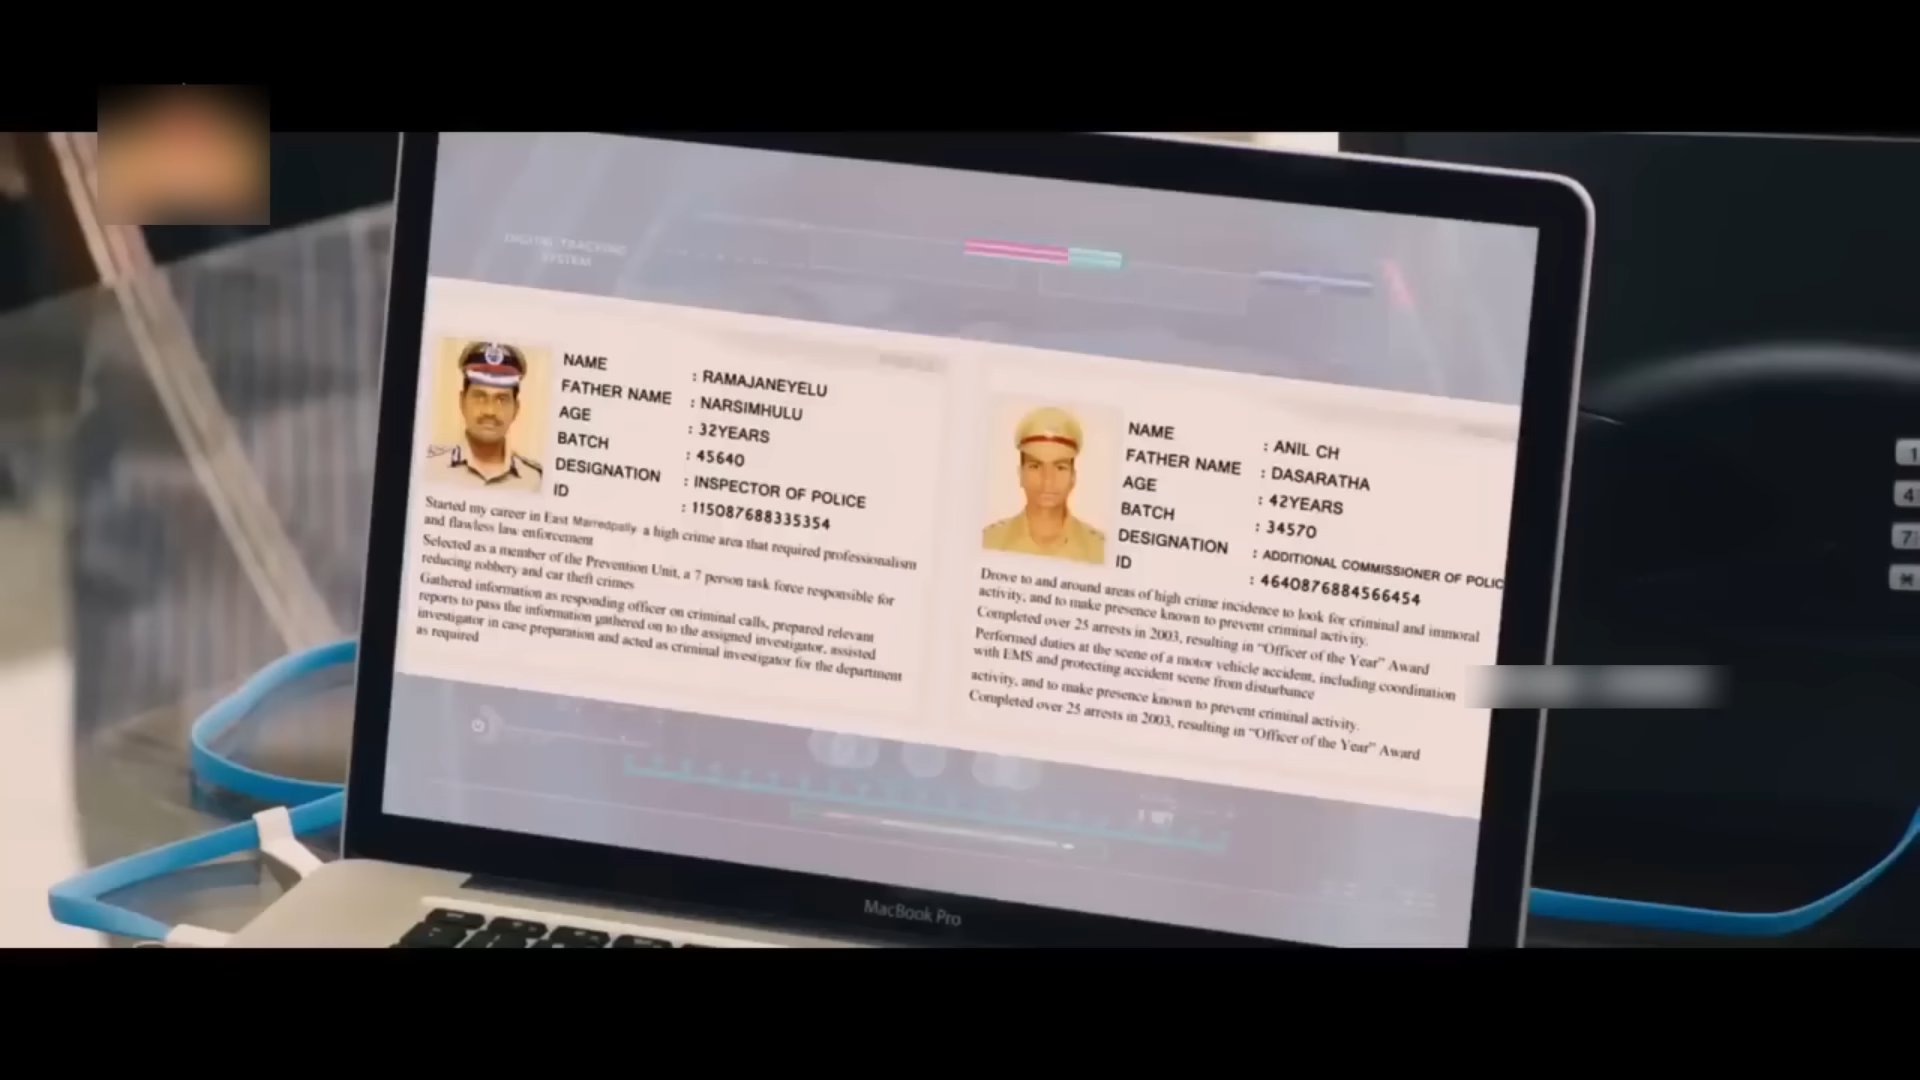 DIGITAL TRACKING
SYSTEM
NAME : RAMAJANEYELU
FATHER NAME : NARSIMHULU
AGE : 32YEARS
BATCH : 45640
DESIGNATION : INSPECTOR OF POLICE
ID : 115087688335354
Started my career in East Marredpally a high crime area that required professionalism
and flawless law enforcement
Selected as a member of the Prevention Unit, a 7 person task force responsible for
reducing robbery and car theft crimes
Gathered information as responding officer on criminal calls, prepared relevant
reports to pass the information gathered on to the assigned investigator, assisted
investigator in case preparation and acted as criminal investigator for the department
as required
NAME : ANIL CH
FATHER NAME : DASARATHA
AGE : 42YEARS
BATCH : 34570
DESIGNATION : ADDITIONAL COMMISSIONER OF POLIC
ID : 4640876884566454
Drove to and around areas of high crime incidence to look for criminal and immoral
activity, and to make presence known to prevent criminal activity.
Completed over 25 arrests in 2003, resulting in “Officer of the Year” Award
Performed duties at the scene of a motor vehicle accident, including coordination
with EMS and protecting accident scene from disturbance
activity, and to make presence known to prevent criminal activity.
Completed over 25 arrests in 2003, resulting in “Officer of the Year” Award
MacBook Pro
1
4
7